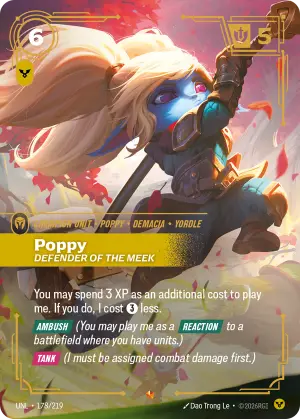 6
5
CHAMPION UNIT • POPPY • DEMACIA • YORDLE
Poppy
DEFENDER OF THE MEEK
You may spend 3 XP as an additional cost to play
me. If you do, I cost 3 less.
AMBUSH (You may play me as a REACTION to a
battlefield where you have units.)
TANK (I must be assigned combat damage first.)
UNL • 178/219
Dao Trong Le
©2026RGI